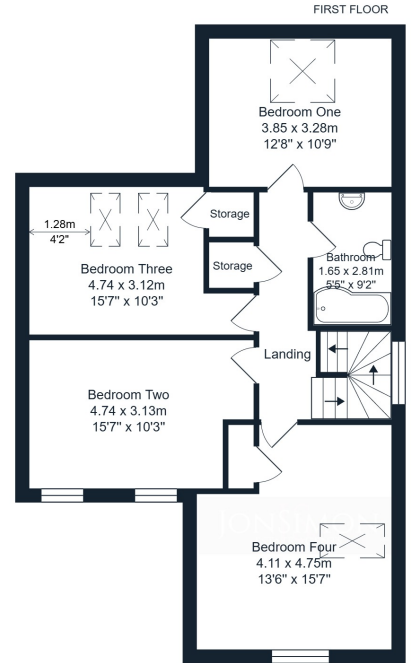 FIRST FLOOR
Bedroom One
3.85 x 3.28m
12'8" x 10'9"
Storage
1.28m
4'2"
Storage
Bedroom Three
4.74 x 3.12m
15'7" x 10'3"
Bathroom
1.65 x 2.81m
5'5" x 9'2"
Landing
Bedroom Two
4.74 x 3.13m
15'7" x 10'3"
JONSIMON
Bedroom Four
4.11 x 4.75m
13'6" x 15'7"